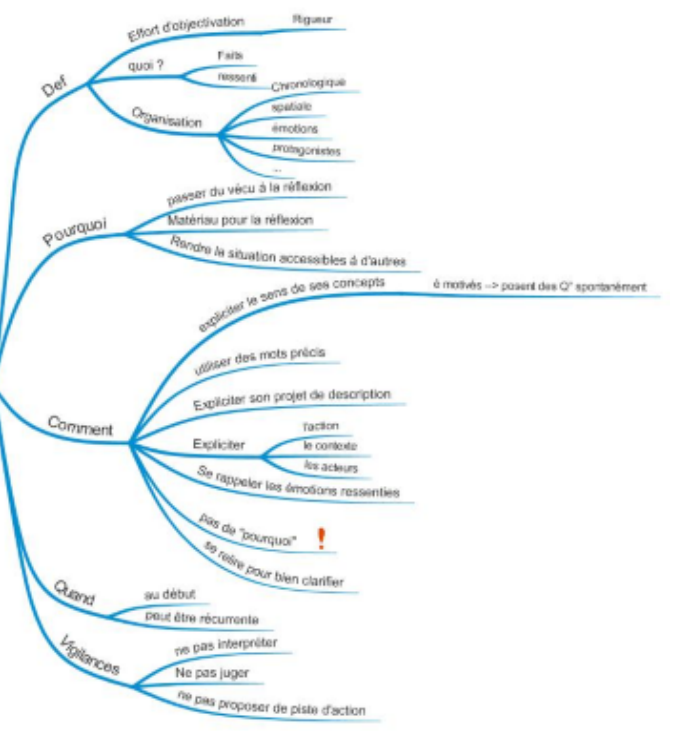 Def
Effort d'objectivation
Rigueur
quoi ?
Faits
ressenti
Organisation
Chronologique
spatiale
émotions
protagonistes
...
Pourquoi
passer du vécu à la réflexion
Matériau pour la réflexion
Rendre la situation accessibles à d'autres
Comment
expliciter le sens de ses concepts
è motivés --> posent des Q° spontanément
utiliser des mots précis
Expliciter son projet de description
Expliciter
l'action
le contexte
les acteurs
Se rappeler les émotions ressenties
pas de "pourquoi" !
se relire pour bien clarifier
Quand
au début
peut être récurrente
Vigilances
ne pas interpréter
Ne pas juger
ne pas proposer de piste d'action